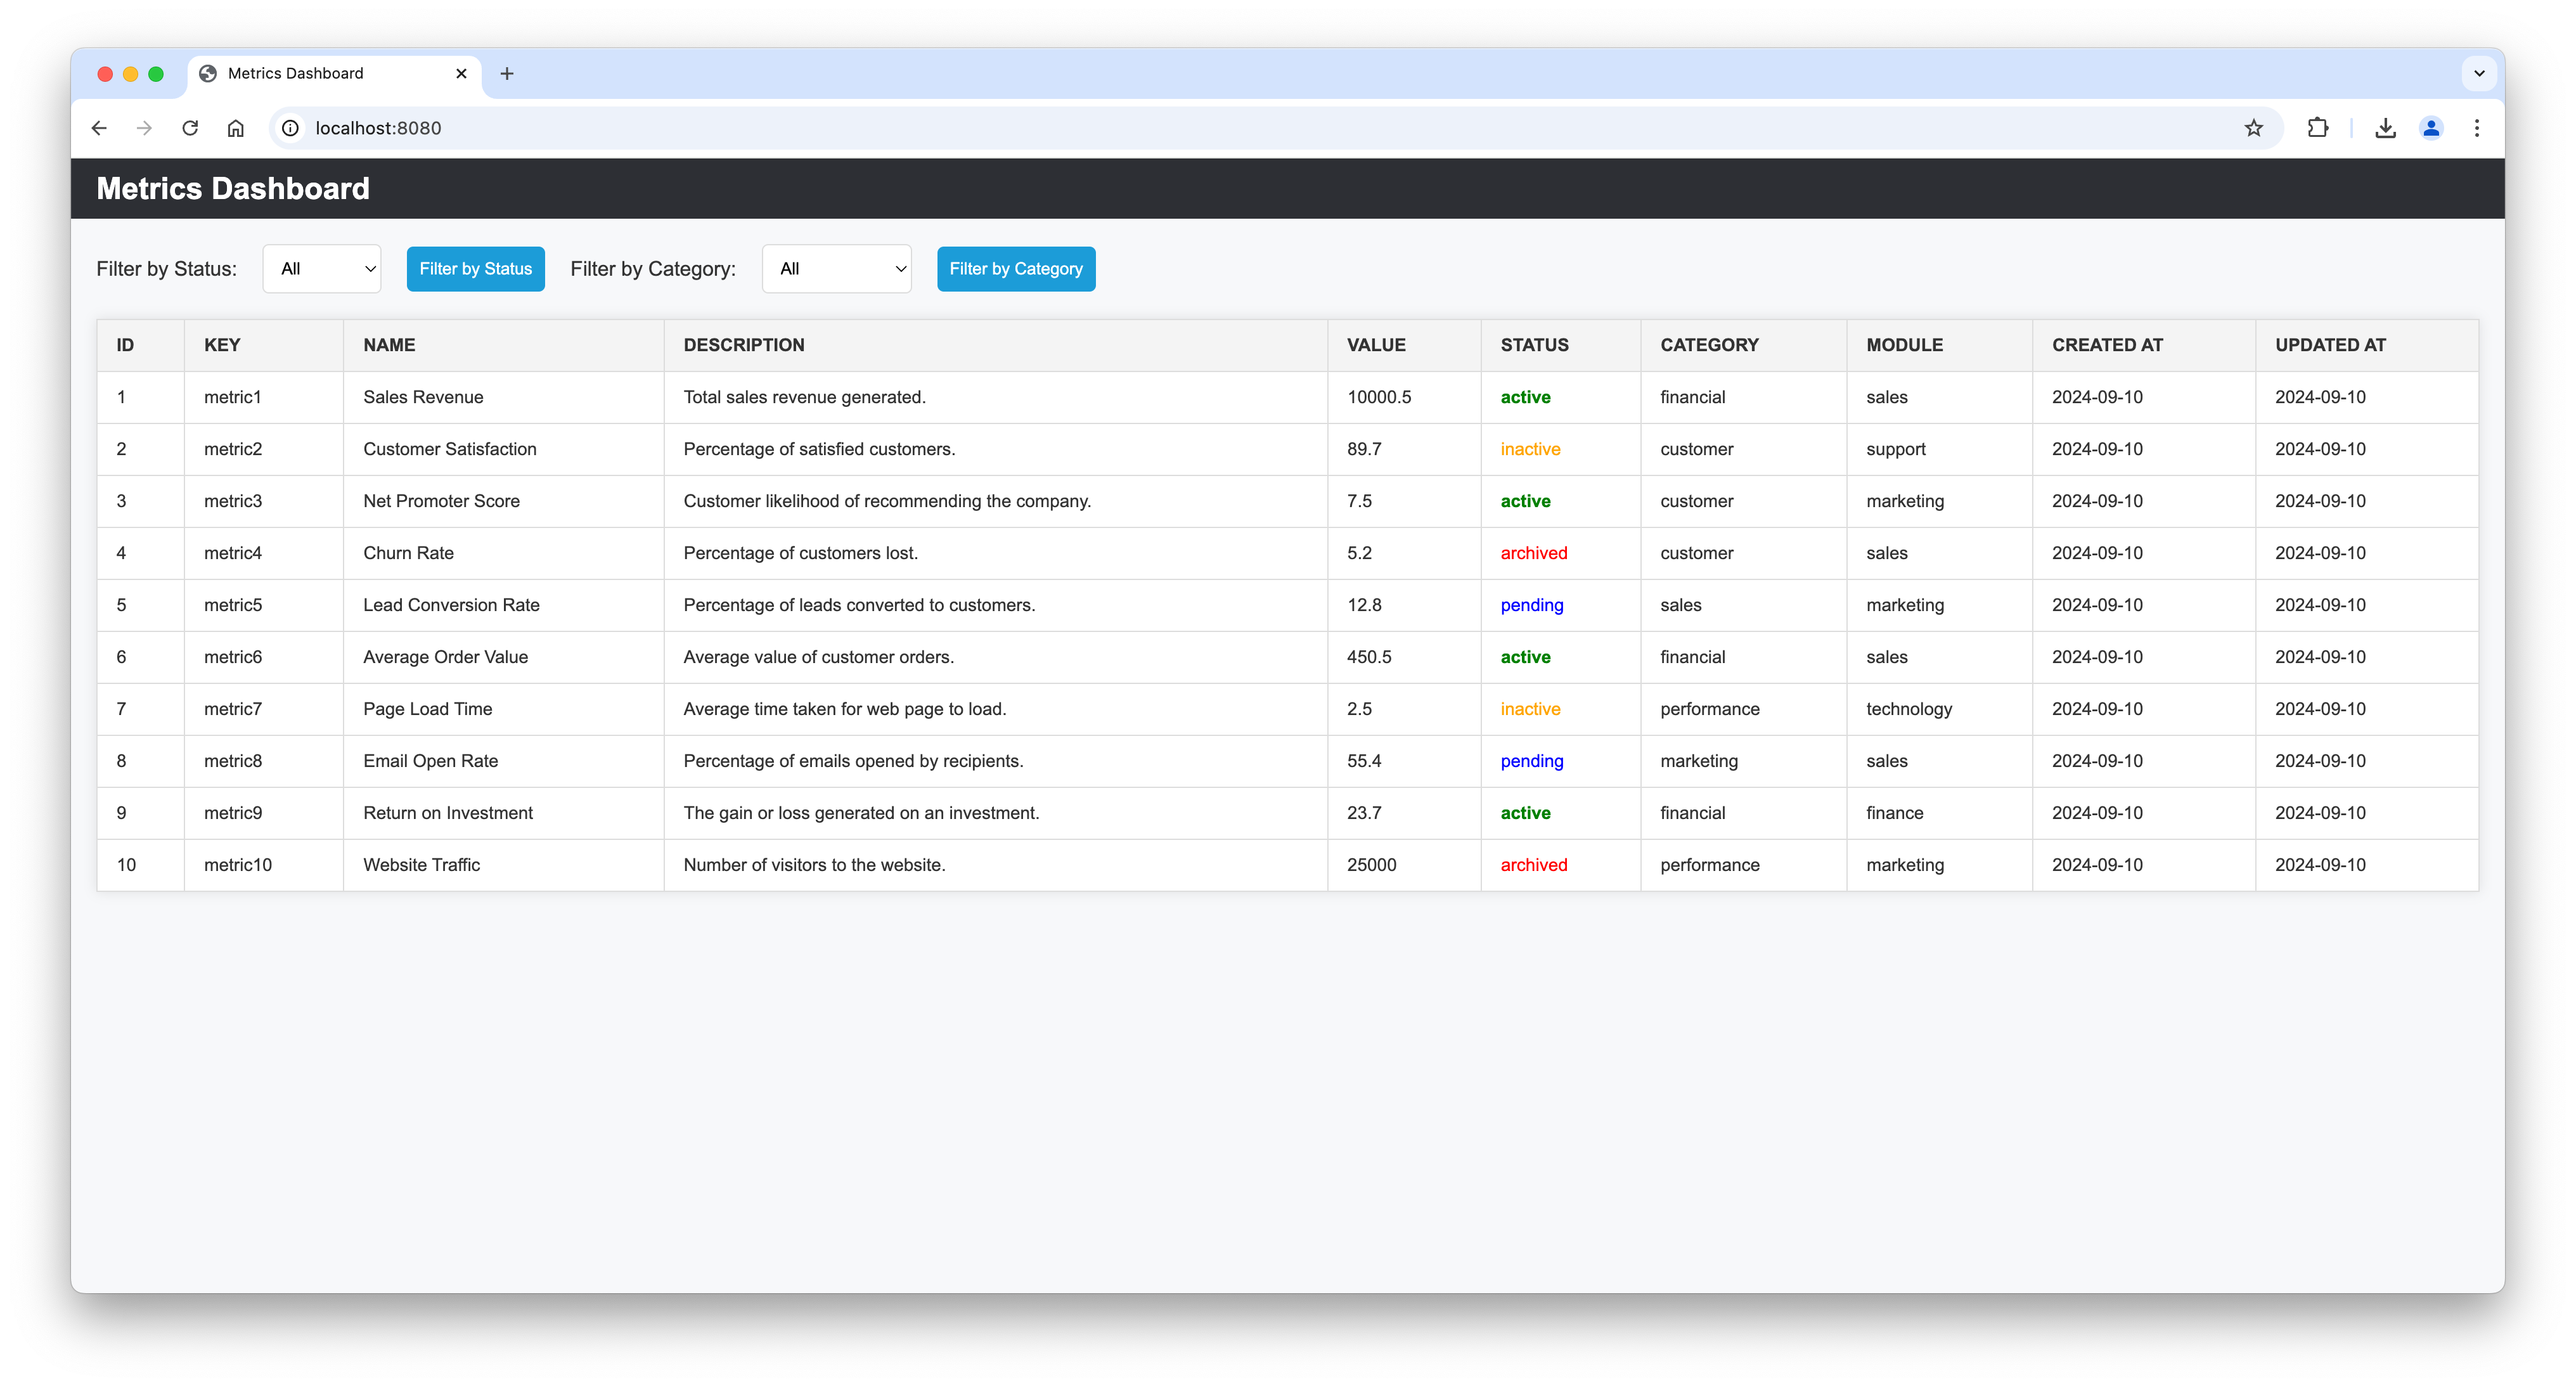 Metrics Dashboard
localhost:8080
Metrics Dashboard
Filter by Status: All Filter by Status Filter by Category: All Filter by Category
ID KEY NAME DESCRIPTION VALUE STATUS CATEGORY MODULE CREATED AT UPDATED AT
1 metric1 Sales Revenue Total sales revenue generated. 10000.5 active financial sales 2024-09-10 2024-09-10
2 metric2 Customer Satisfaction Percentage of satisfied customers. 89.7 inactive customer support 2024-09-10 2024-09-10
3 metric3 Net Promoter Score Customer likelihood of recommending the company. 7.5 active customer marketing 2024-09-10 2024-09-10
4 metric4 Churn Rate Percentage of customers lost. 5.2 archived customer sales 2024-09-10 2024-09-10
5 metric5 Lead Conversion Rate Percentage of leads converted to customers. 12.8 pending sales marketing 2024-09-10 2024-09-10
6 metric6 Average Order Value Average value of customer orders. 450.5 active financial sales 2024-09-10 2024-09-10
7 metric7 Page Load Time Average time taken for web page to load. 2.5 inactive performance technology 2024-09-10 2024-09-10
8 metric8 Email Open Rate Percentage of emails opened by recipients. 55.4 pending marketing sales 2024-09-10 2024-09-10
9 metric9 Return on Investment The gain or loss generated on an investment. 23.7 active financial finance 2024-09-10 2024-09-10
10 metric10 Website Traffic Number of visitors to the website. 25000 archived performance marketing 2024-09-10 2024-09-10